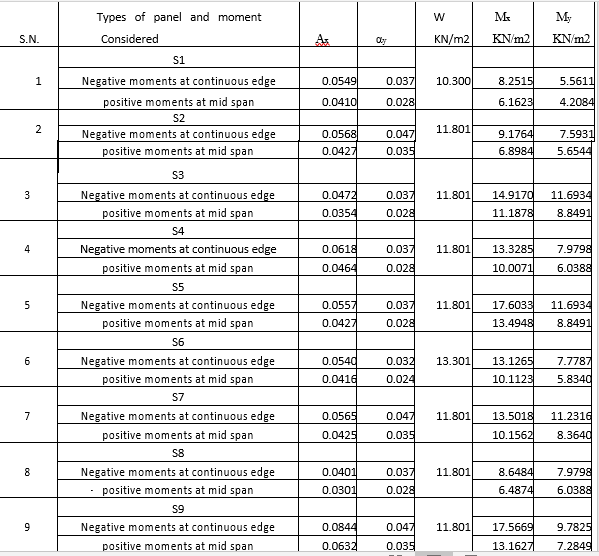 Types of panel and moment W Mx My
S.N. Considered Ax αy KN/m2 KN/m2 KN/m2
S1
1 Negative moments at continuous edge 0.0549 0.037 10.300 8.2515 5.5611
positive moments at mid span 0.0410 0.028 6.1623 4.2084
S2
2 Negative moments at continuous edge 0.0568 0.047 11.801 9.1764 7.5931
positive moments at mid span 0.0427 0.035 6.8984 5.6544
S3
3 Negative moments at continuous edge 0.0472 0.037 11.801 14.9170 11.6934
positive moments at mid span 0.0354 0.028 11.1878 8.8491
S4
4 Negative moments at continuous edge 0.0618 0.037 11.801 13.3285 7.9798
positive moments at mid span 0.0464 0.028 10.0071 6.0388
S5
5 Negative moments at continuous edge 0.0557 0.037 11.801 17.6033 11.6934
positive moments at mid span 0.0427 0.028 13.4948 8.8491
S6
6 Negative moments at continuous edge 0.0540 0.032 13.301 13.1265 7.7787
positive moments at mid span 0.0416 0.024 10.1123 5.8340
S7
7 Negative moments at continuous edge 0.0565 0.047 11.801 13.5018 11.2316
positive moments at mid span 0.0425 0.035 10.1562 8.3640
S8
8 Negative moments at continuous edge 0.0401 0.037 11.801 8.6484 7.9798
- positive moments at mid span 0.0301 0.028 6.4874 6.0388
S9
9 Negative moments at continuous edge 0.0844 0.047 11.801 17.5669 9.7825
positive moments at mid span 0.0632 0.035 13.1627 7.2849